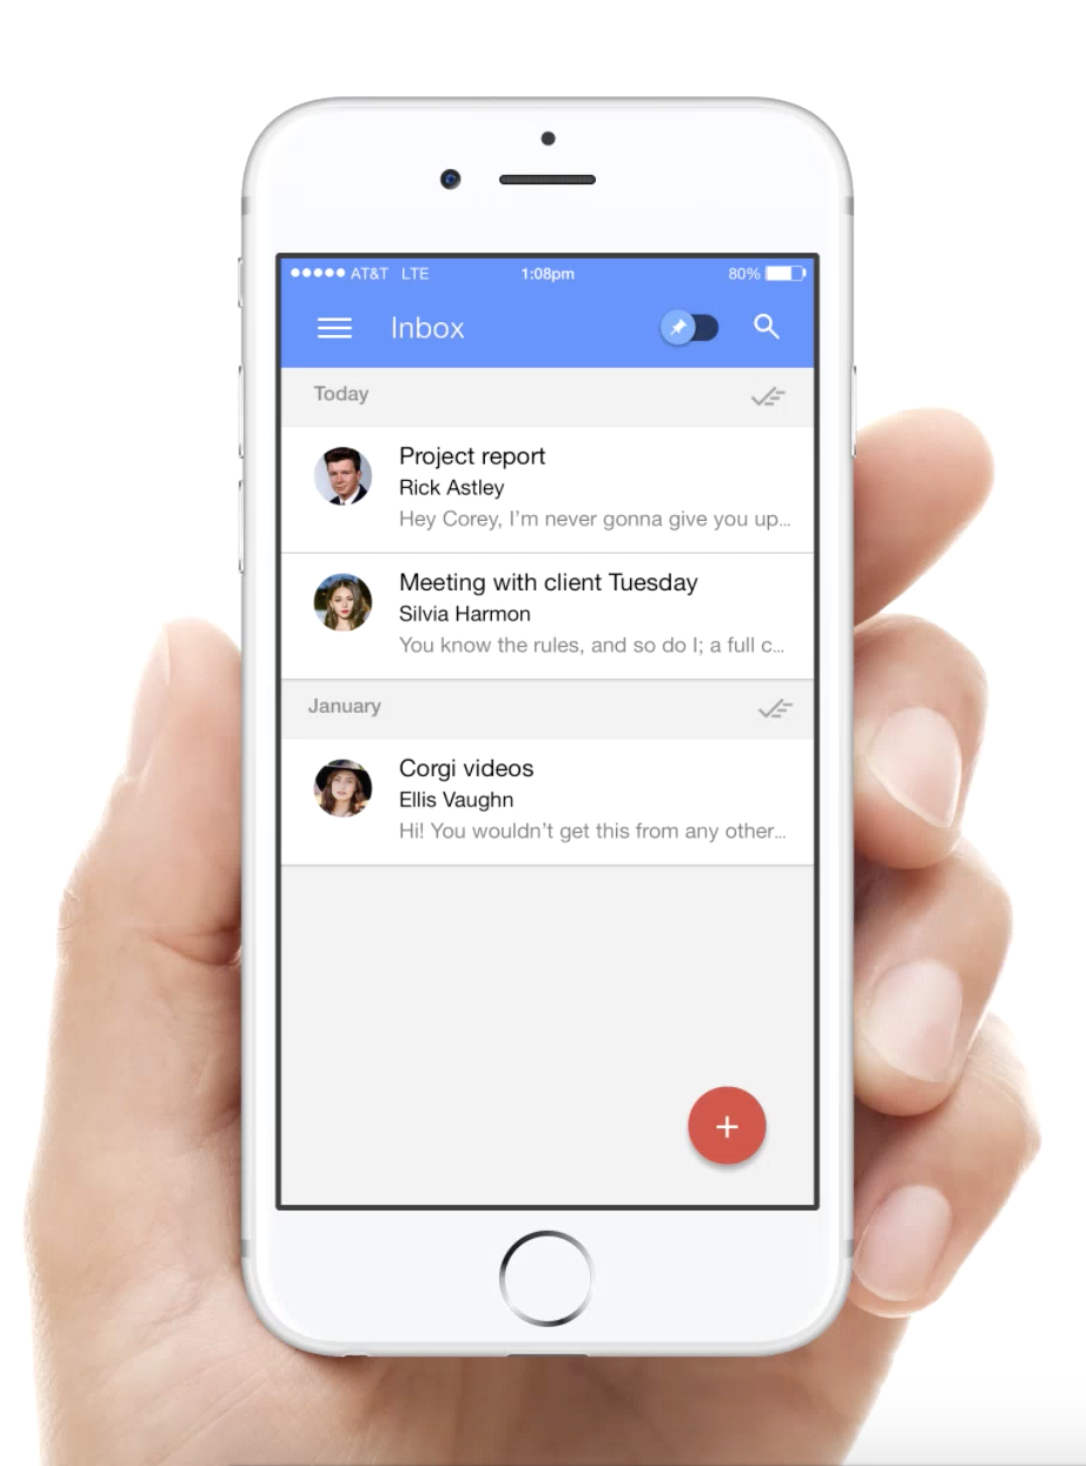 AT&T LTE 1:08pm 80%
Inbox
Today
Project report
Rick Astley
Hey Corey, I’m never gonna give you up...
Meeting with client Tuesday
Silvia Harmon
You know the rules, and so do I; a full c...
January
Corgi videos
Ellis Vaughn
Hi! You wouldn’t get this from any other...